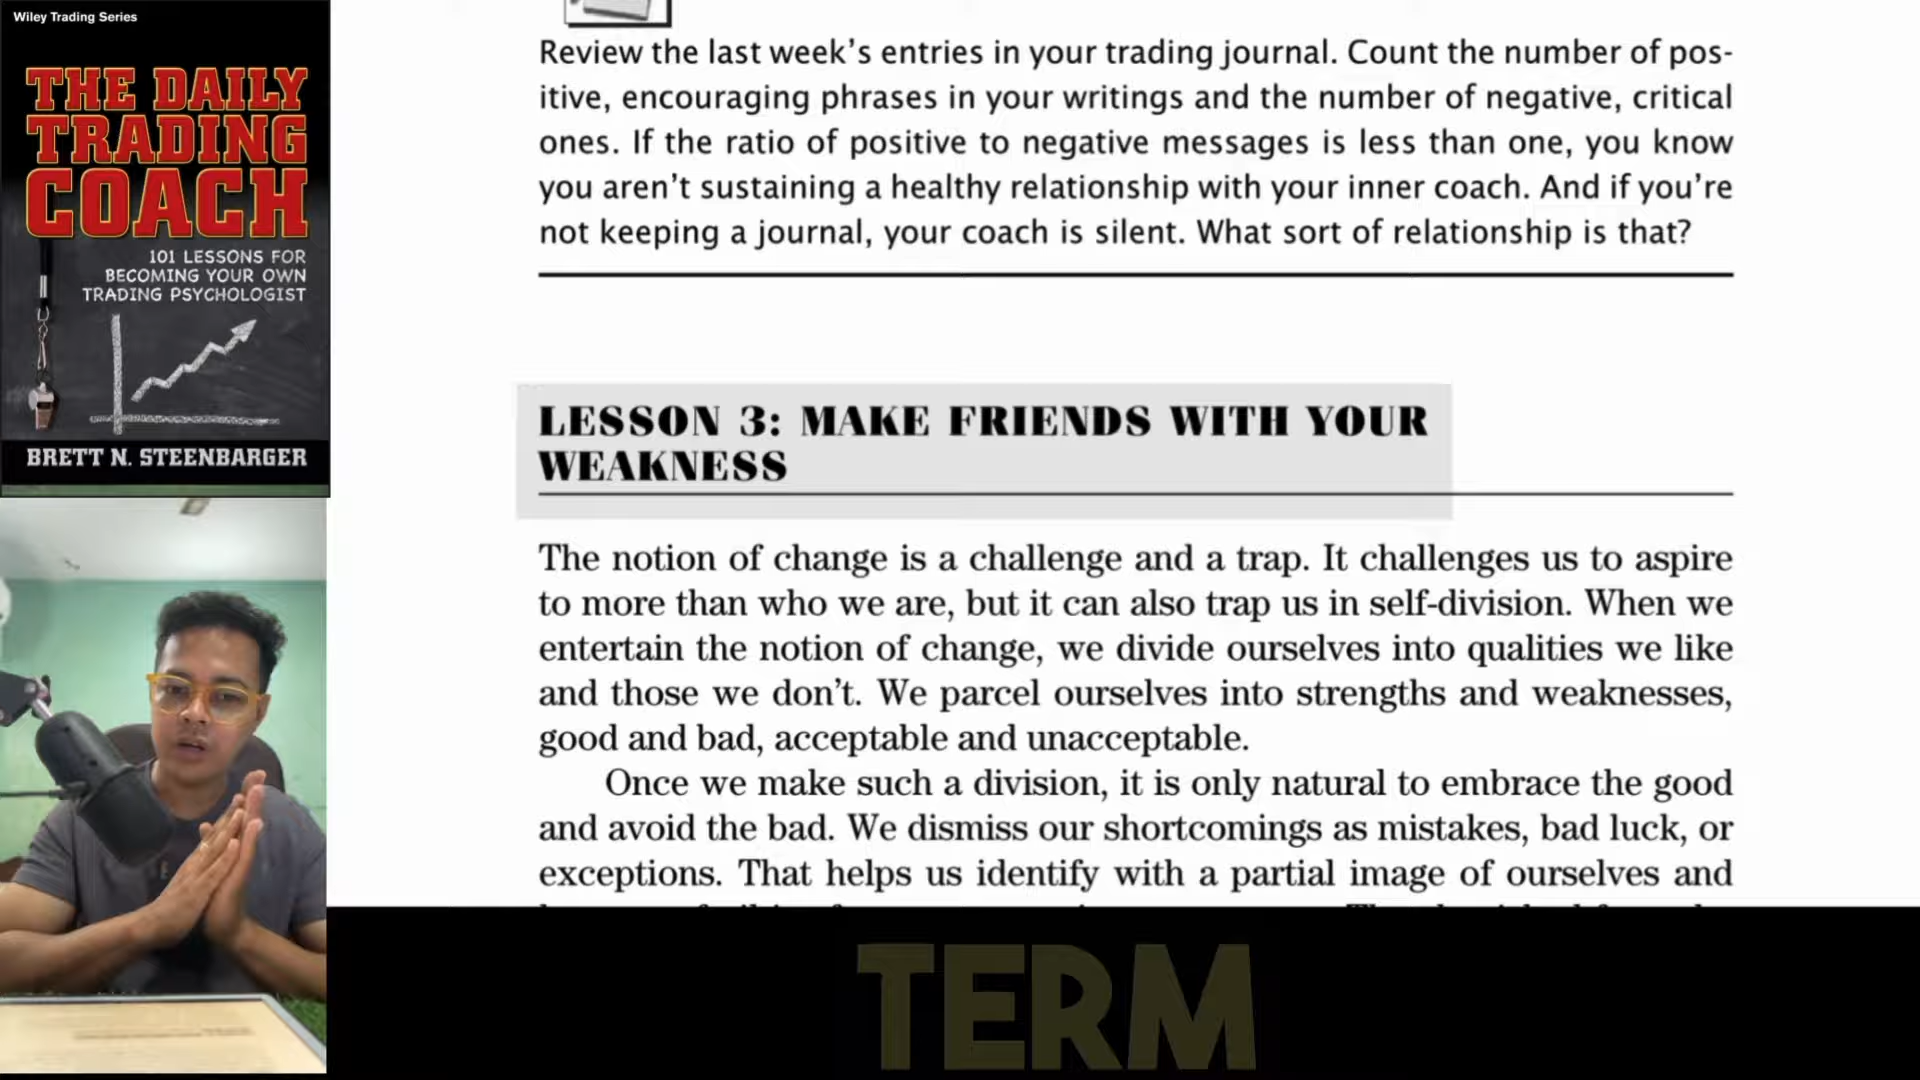 Wiley Trading Series
THE DAILY
TRADING
COACH
101 LESSONS FOR
BECOMING YOUR OWN
TRADING PSYCHOLOGIST
BRETT N. STEENBARGER
Review the last week’s entries in your trading journal. Count the number of pos-
itive, encouraging phrases in your writings and the number of negative, critical
ones. If the ratio of positive to negative messages is less than one, you know
you aren’t sustaining a healthy relationship with your inner coach. And if you’re
not keeping a journal, your coach is silent. What sort of relationship is that?
LESSON 3: MAKE FRIENDS WITH YOUR
WEAKNESS
The notion of change is a challenge and a trap. It challenges us to aspire
to more than who we are, but it can also trap us in self-division. When we
entertain the notion of change, we divide ourselves into qualities we like
and those we don’t. We parcel ourselves into strengths and weaknesses,
good and bad, acceptable and unacceptable.
Once we make such a division, it is only natural to embrace the good
and avoid the bad. We dismiss our shortcomings as mistakes, bad luck, or
exceptions. That helps us identify with a partial image of ourselves and
TERM